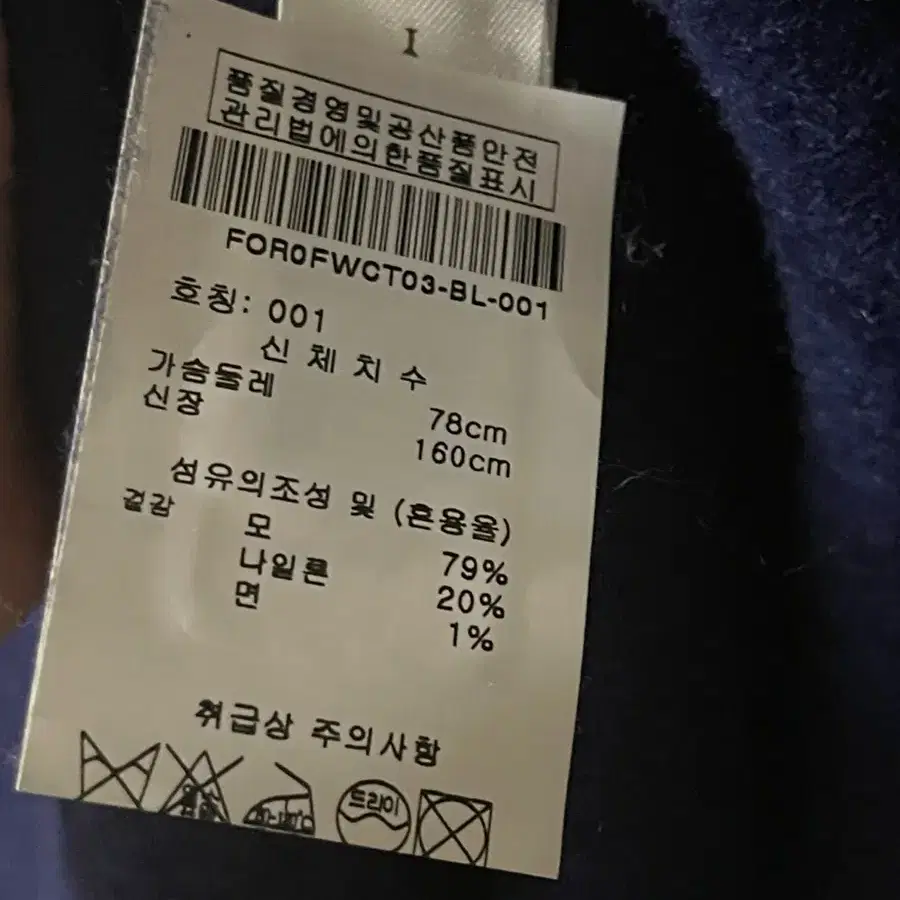 I
품질경영및공산품안전
관리법에의한품질표시
FOR0FWCT03-BL-001
호칭: 001
신 체 치 수
가슴둘레 78cm
신장 160cm
섬유의조성 및 (혼용율)
겉감 모 79%
나일론 20%
면 1%
취급상 주의사항
드라이